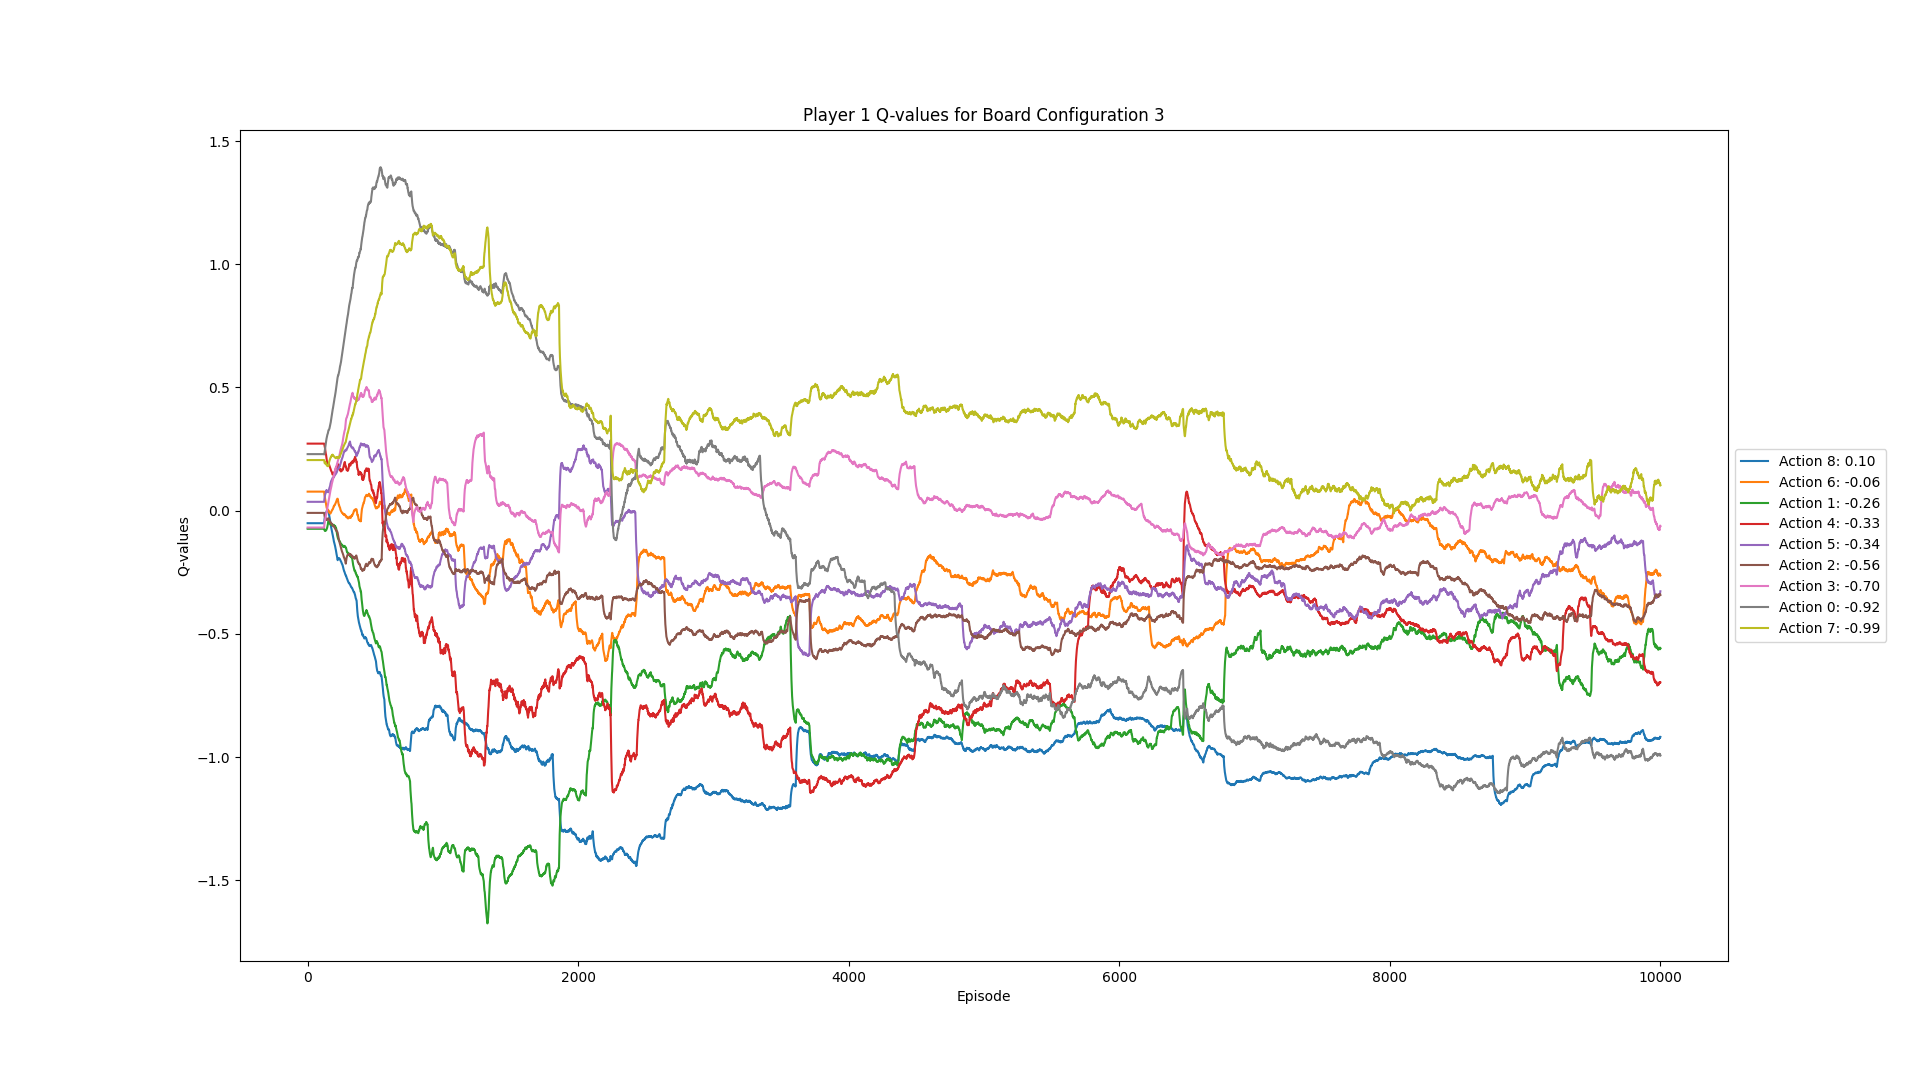 Player 1 Q-values for Board Configuration 3
1.5
1.0
0.5
0.0
−0.5
−1.0
−1.5
Q-values
0
2000
4000
6000
8000
10000
Episode
Action 8: 0.10
Action 6: -0.06
Action 1: -0.26
Action 4: -0.33
Action 5: -0.34
Action 2: -0.56
Action 3: -0.70
Action 0: -0.92
Action 7: -0.99